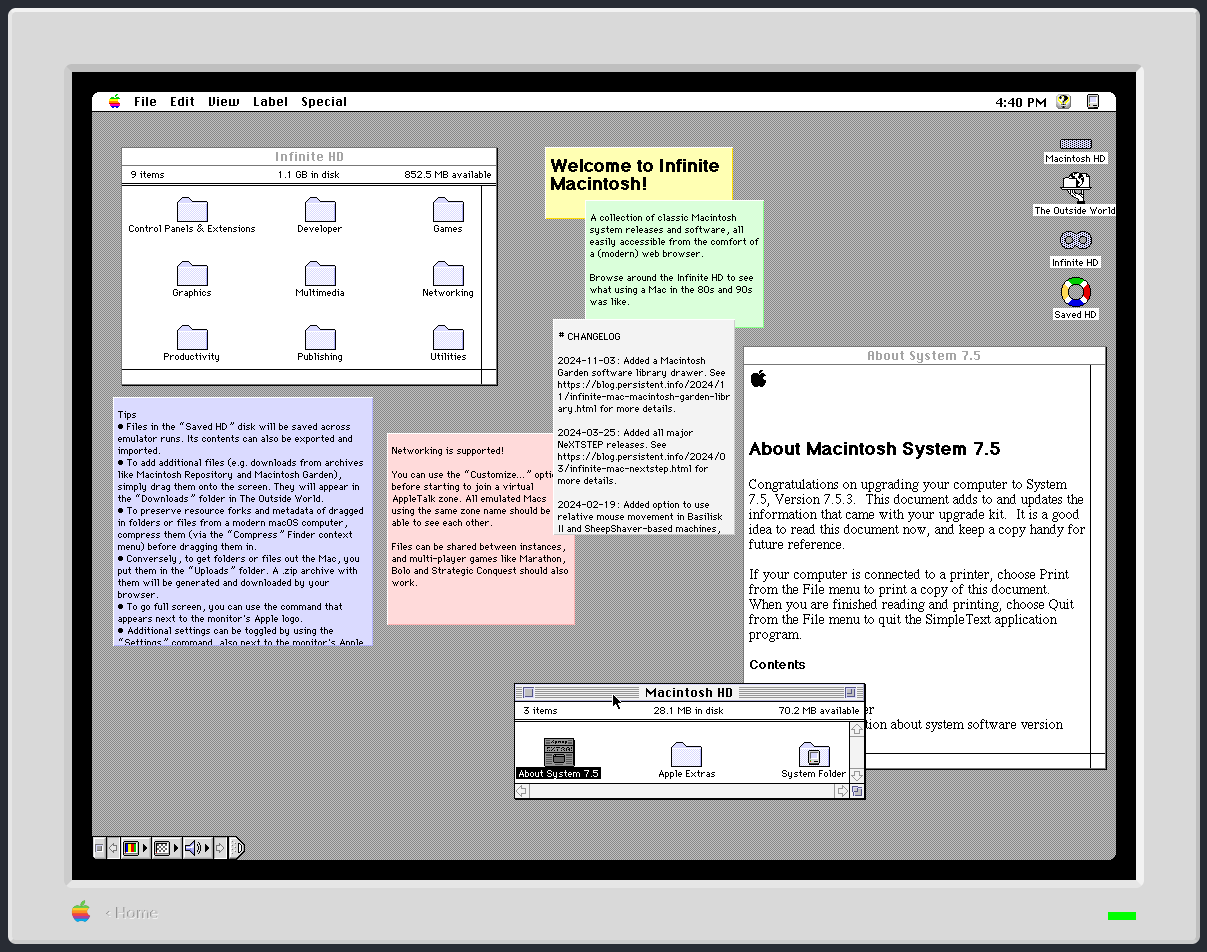 File Edit View Label Special
4:40 PM
Infinite HD
9 items 1.1 GB in disk 852.5 MB available
Control Panels & Extensions Developer Games
Graphics Multimedia Networking
Productivity Publishing Utilities
Welcome to Infinite
Macintosh!
A collection of classic Macintosh
system releases and software, all
easily accessible from the comfort of
a (modern) web browser.
Browse around the Infinite HD to see
what using a Mac in the 80s and 90s
was like.
Macintosh HD
The Outside World
Infinite HD
Saved HD
# CHANGELOG
2024-11-03: Added a Macintosh
Garden software library drawer. See
https://blog.persistent.info/2024/1
1/infinite-mac-macintosh-garden-libr
ary.html for more details.
2024-03-25: Added all major
NeXTSTEP releases. See
https://blog.persistent.info/2024/0
3/infinite-mac-nextstep.html for
more details.
2024-02-19: Added option to use
relative mouse movement in Basilisk
II and SheepShaver-based machines,
Tips
● Files in the “Saved HD” disk will be saved across
emulator runs. Its contents can also be exported and
imported.
● To add additional files (e.g. downloads from archives
like Macintosh Repository and Macintosh Garden),
simply drag them onto the screen. They will appear in
the “Downloads” folder in The Outside World.
● To preserve resource forks and metadata of dragged
in folders or files from a modern macOS computer,
compress them (via the “Compress” Finder context
menu) before dragging them in.
● Conversely, to get folders or files out the Mac, you
put them in the “Uploads” folder. A .zip archive with
them will be generated and downloaded by your
browser.
● To go full screen, you can use the command that
appears next to the monitor's Apple logo.
● Additional settings can be toggled by using the
“Settings” command, also next to the monitor's Apple
Networking is supported!
You can use the “Customize...” opti
before starting to join a virtual
AppleTalk zone. All emulated Macs
using the same zone name should be
able to see each other.
Files can be shared between instances,
and multi-player games like Marathon,
Bolo and Strategic Conquest should also
work.
About System 7.5
About Macintosh System 7.5
Congratulations on upgrading your computer to System
7.5, Version 7.5.3. This document adds to and updates the
information that came with your upgrade kit. It is a good
idea to read this document now, and keep a copy handy for
future reference.
If your computer is connected to a printer, choose Print
from the File menu to print a copy of this document.
When you are finished reading and printing, choose Quit
from the File menu to quit the SimpleText application
program.
Contents
er
tion about system software version
Macintosh HD
3 items 28.1 MB in disk 70.2 MB available
About System 7.5 Apple Extras System Folder
‹ Home